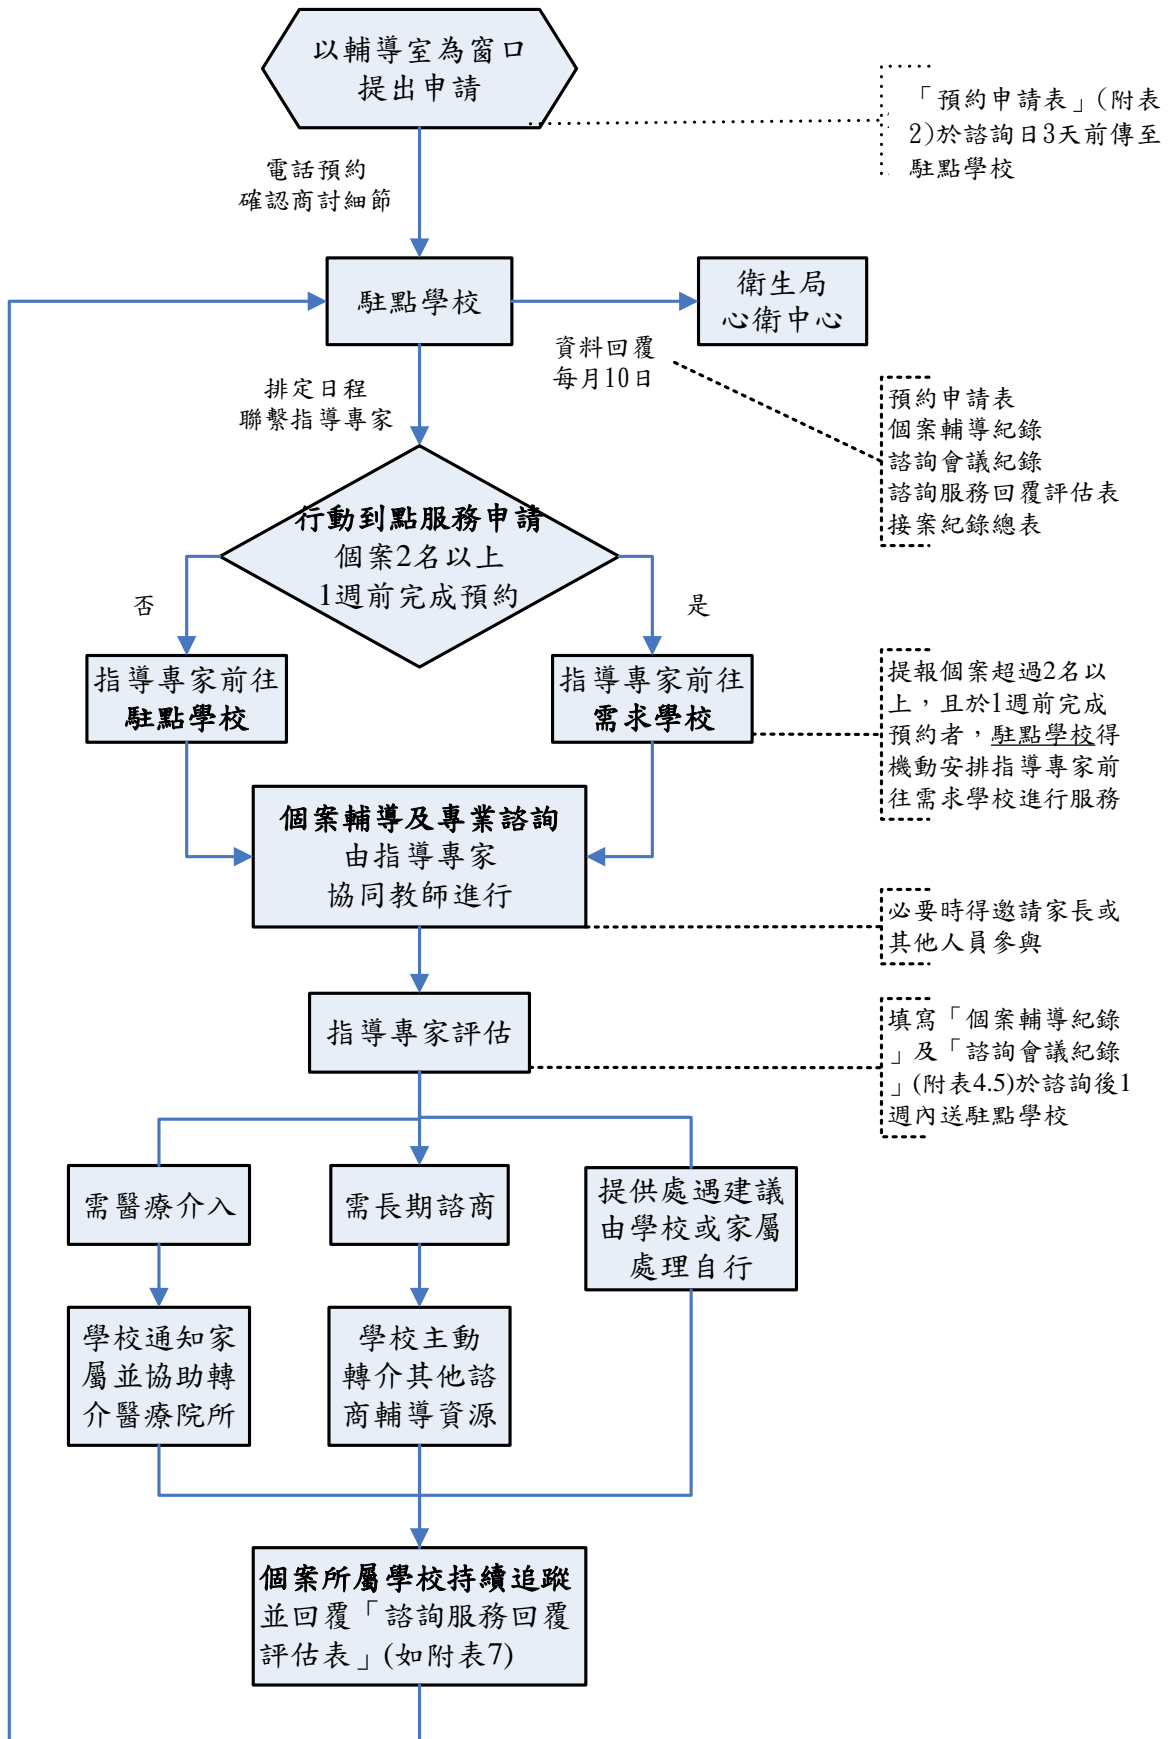 以輔導室為窗口
提出申請
「預約申請表」(附表
2)於諮詢日3天前傳至
駐點學校
電話預約
確認商討細節
駐點學校
衛生局
心衛中心
資料回覆
每月10日
排定日程
聯繫指導專家
預約申請表
個案輔導紀錄
諮詢會議紀錄
諮詢服務回覆評估表
接案紀錄總表
行動到點服務申請
個案2名以上
1週前完成預約
否
是
指導專家前往
駐點學校
指導專家前往
需求學校
提報個案超過2名以
上，且於1週前完成
預約者，駐點學校得
機動安排指導專家前
往需求學校進行服務
個案輔導及專業諮詢
由指導專家
協同教師進行
必要時得邀請家長或
其他人員參與
指導專家評估
填寫「個案輔導紀錄
」及「諮詢會議紀錄
」(附表4.5)於諮詢後1
週內送駐點學校
需醫療介入
需長期諮商
提供處遇建議
由學校或家屬
處理自行
學校通知家
屬並協助轉
介醫療院所
學校主動
轉介其他諮
商輔導資源
個案所屬學校持續追蹤
並回覆「諮詢服務回覆
評估表」(如附表7)